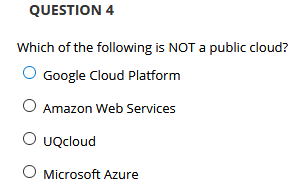 QUESTION 4
Which of the following is NOT a public cloud?
Google Cloud Platform
Amazon Web Services
UQcloud
Microsoft Azure